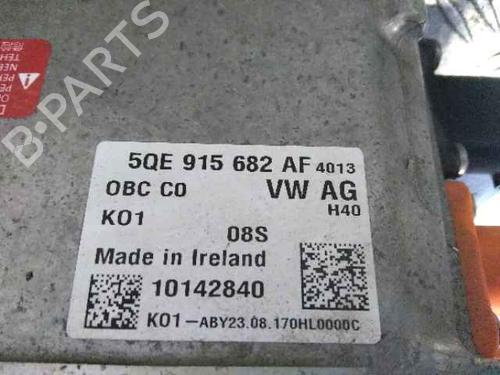 5QE 915 682 AF 4013
OBC C0 VW AG
H40
K01
08S
Made in Ireland
10142840
K01-ABY23.08.170HL0000C
B-PARTS